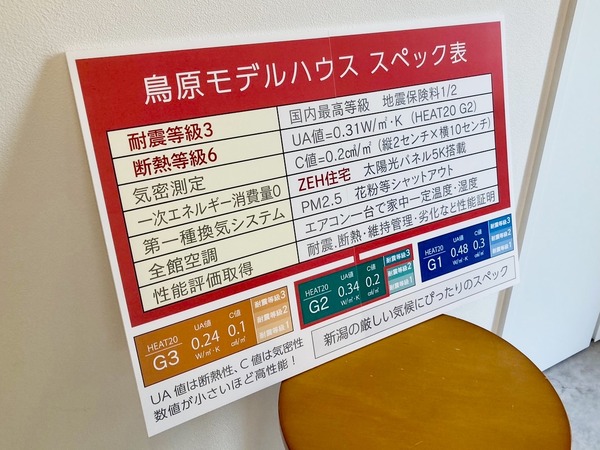 鳥原モデルハウス スペック表
耐震等級3 国内最高等級 地震保険料1/2
断熱等級6 UA値=0.31W/㎡·K (HEAT20 G2)
気密測定 C値=0.2c㎡/㎡(縦2センチ×横10センチ)
一次エネルギー消費量0 ZEH住宅 太陽光パネル5K搭載
第一種換気システム PM2.5 花粉等シャットアウト
全館空調 エアコン一台で家中一定温度·湿度
性能評価取得 耐震.断熱·維持管理·劣化など性能証明
HEAT20 G3 UA値 0.24 W/㎡·K C値 0.1 c㎡/㎡ 耐震等級3 耐震等級2 耐震等級1
HEAT20 G2 UA値 0.34 W/㎡·K C値 0.2 c㎡/㎡ 耐震等級3 耐震等級2 耐震等級1
HEAT20 G1 UA値 0.48 W/㎡·K C値 0.3 c㎡/㎡ 耐震等級3 耐震等級2 耐震等級1
UA値は断熱性、C値は気密性
数値が小さいほど高性能!
新潟の厳しい気候にぴったりのスペック